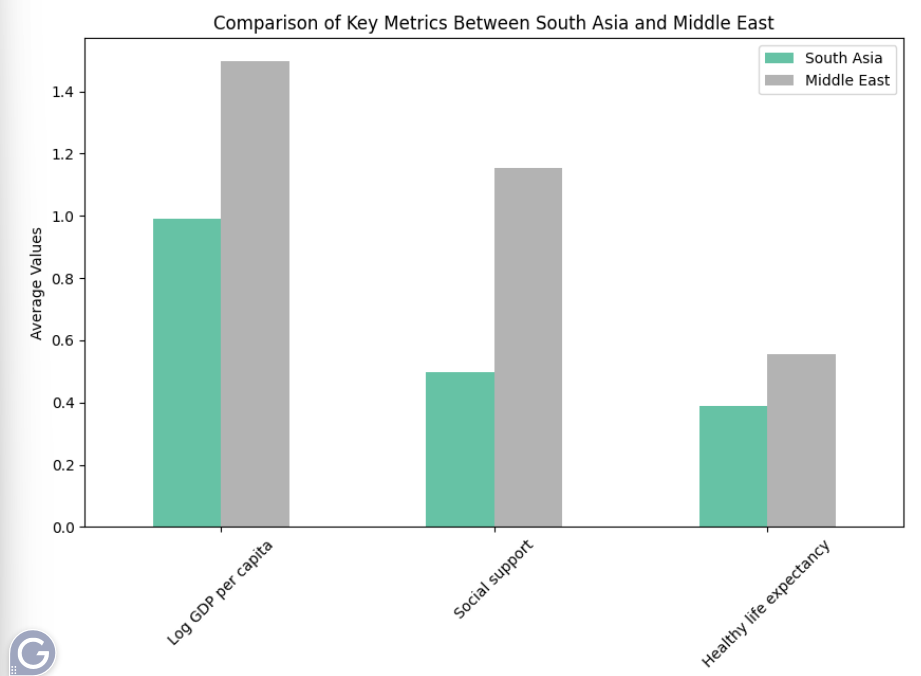 Comparison of Key Metrics Between South Asia and Middle East
South Asia
Middle East
Average Values
1.4
1.2
1.0
0.8
0.6
0.4
0.2
0.0
Log GDP per capita
Social support
Healthy life expectancy
G